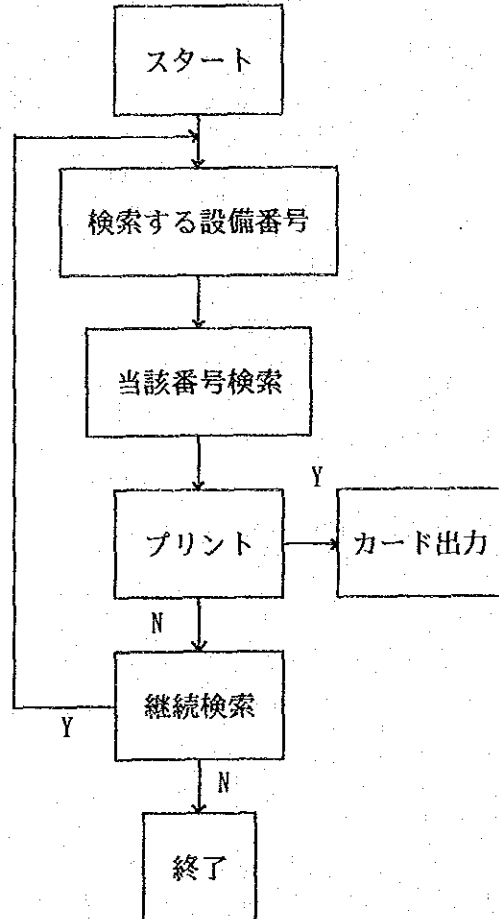 スタート
検索する設備番号
当該番号検索
Y
プリント
カード出力
N
継続検索
Y
N
終了